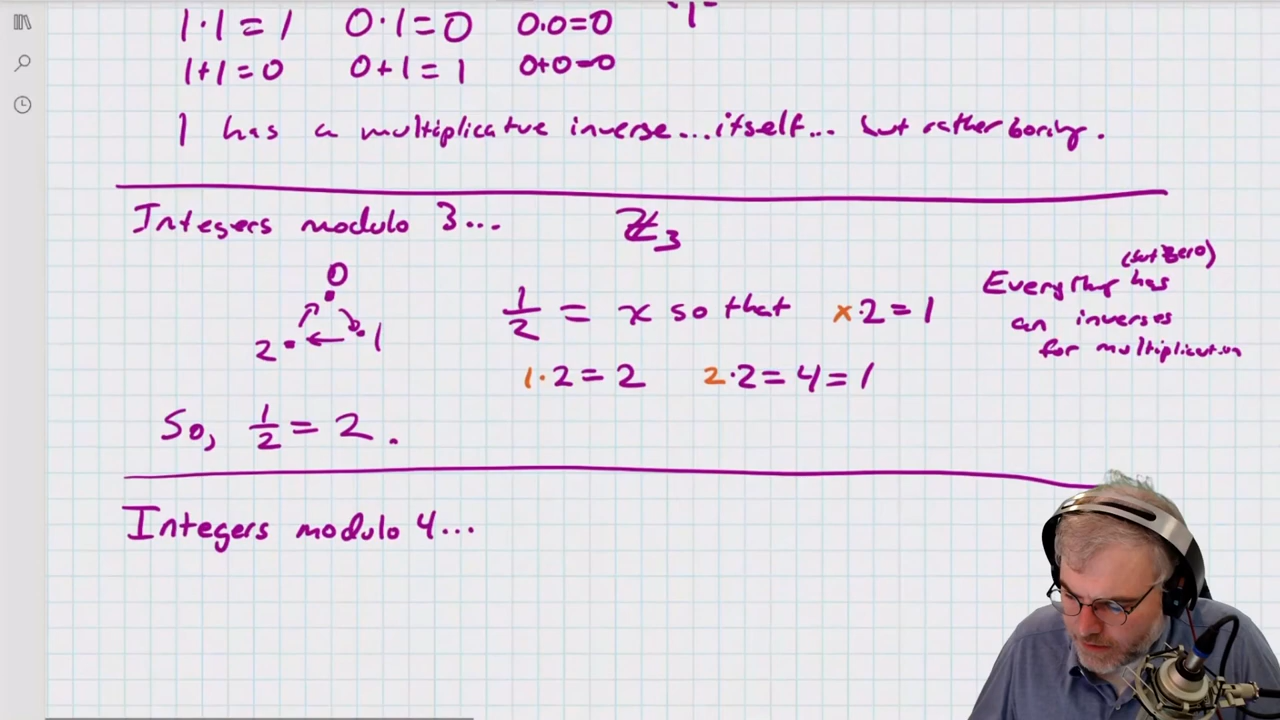 1·1=1 0·1=0 0·0=0
1+1=0 0+1=1 0+0=0
1 has a multiplicative inverse...itself... but rather boring.
Integers modulo 3... ℤ₃
0
2 1
1/2 = x so that x·2=1
1·2=2 2·2=4=1
(but zero)
Everything has
an inverses
for multiplication
So, 1/2 = 2.
Integers modulo 4...